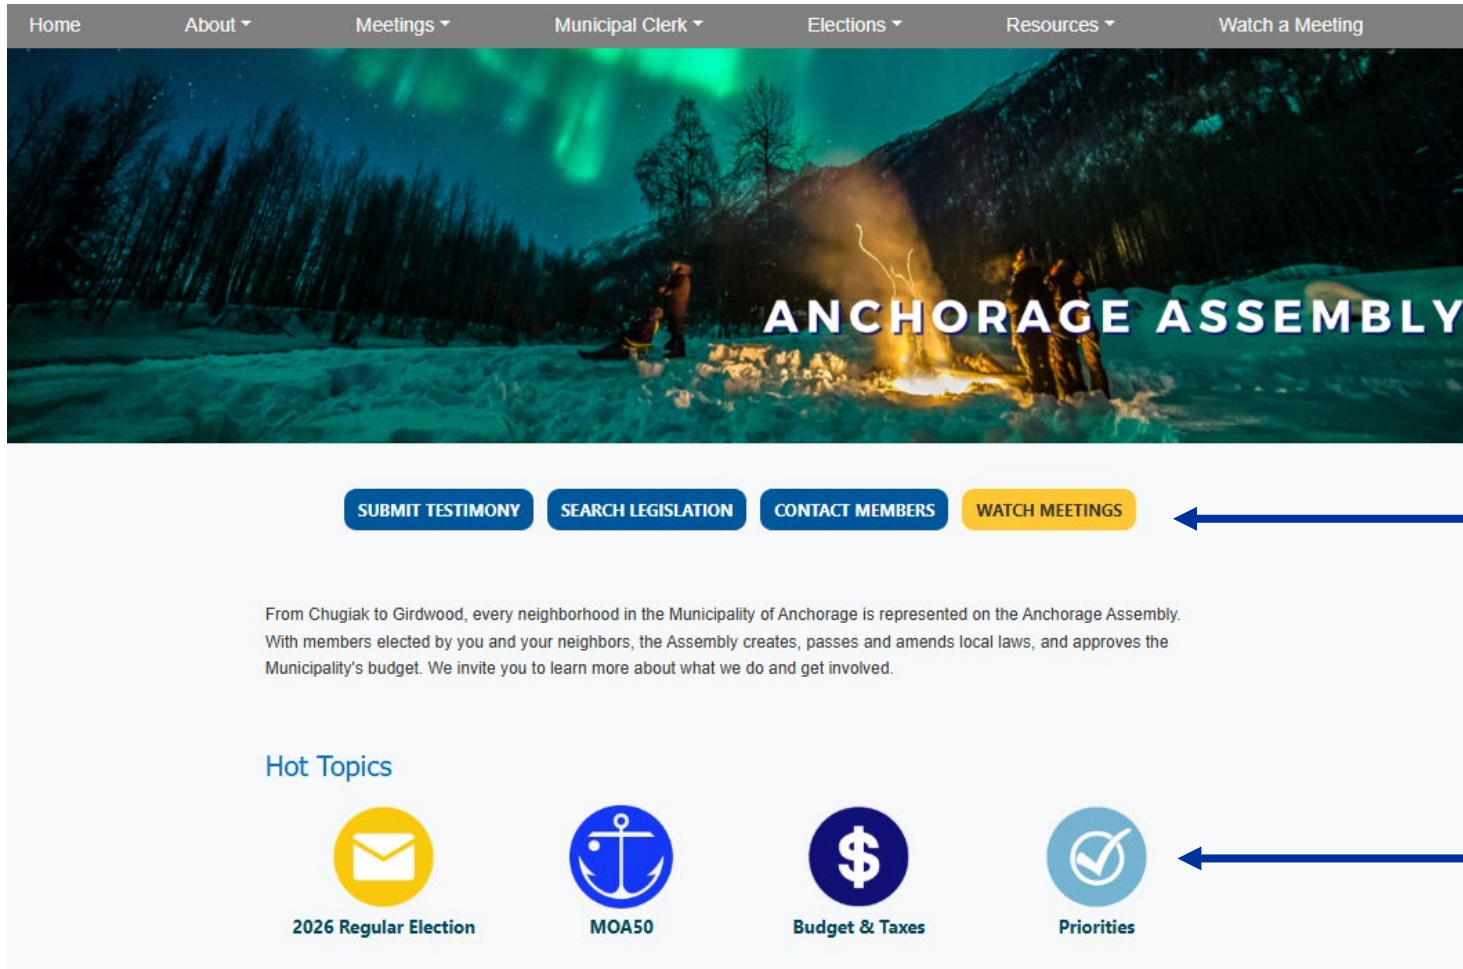 Home About Meetings Municipal Clerk Elections Resources Watch a Meeting
ANCHORAGE ASSEMBLY
SUBMIT TESTIMONY SEARCH LEGISLATION CONTACT MEMBERS WATCH MEETINGS
From Chugiak to Girdwood, every neighborhood in the Municipality of Anchorage is represented on the Anchorage Assembly.
With members elected by you and your neighbors, the Assembly creates, passes and amends local laws, and approves the
Municipality's budget. We invite you to learn more about what we do and get involved.
Hot Topics
$
2026 Regular Election MOA50 Budget & Taxes Priorities